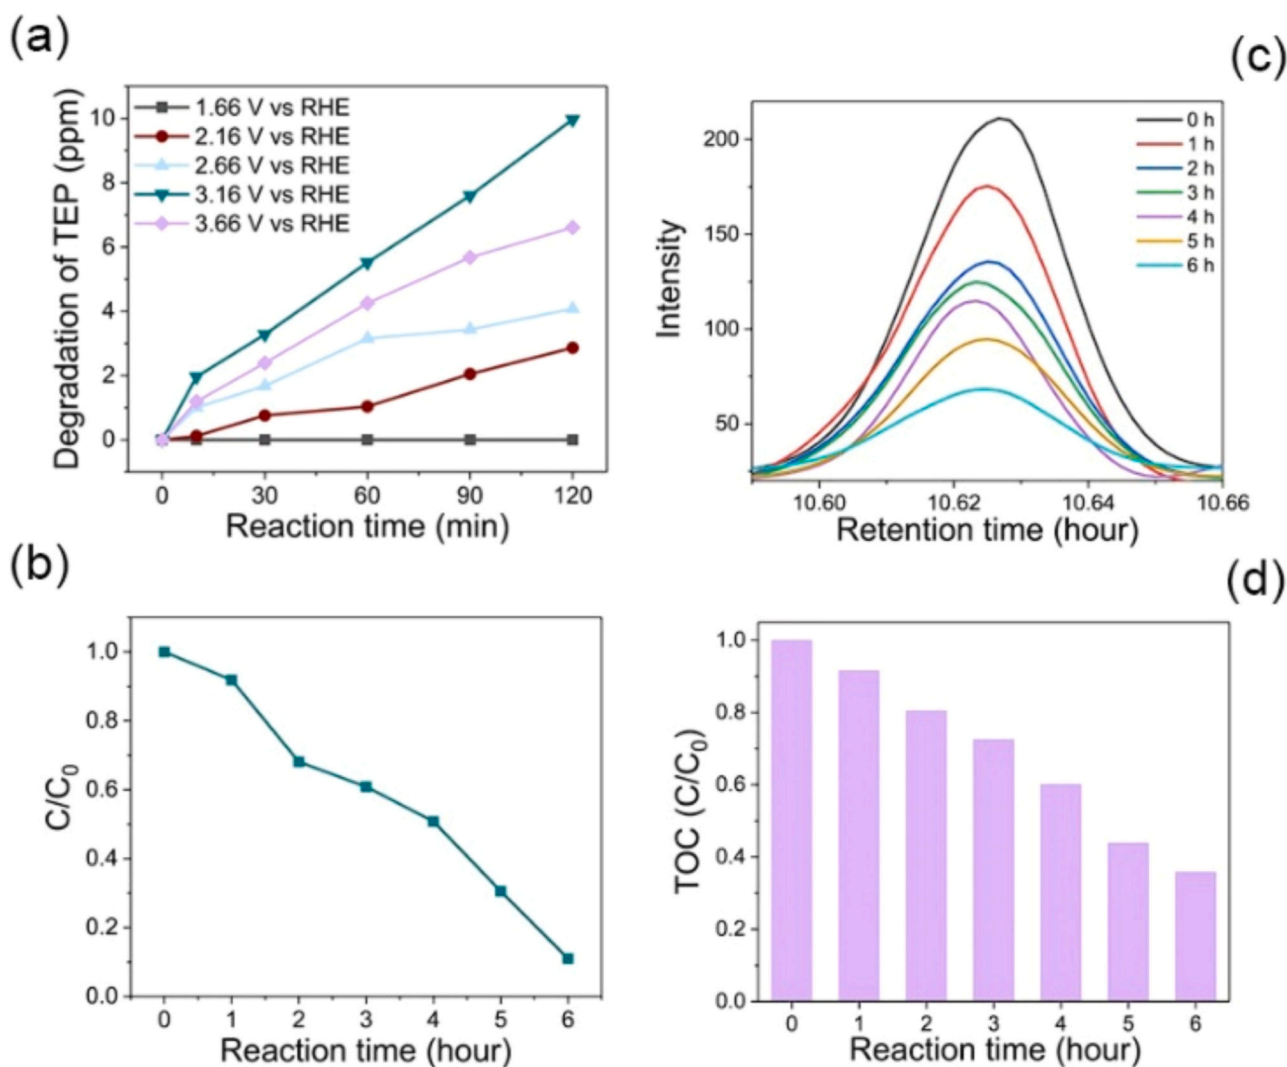 (a)
Degradation of TEP (ppm)
10
8
6
4
2
0
1.66 V vs RHE
2.16 V vs RHE
2.66 V vs RHE
3.16 V vs RHE
3.66 V vs RHE
0 30 60 90 120
Reaction time (min)
(c)
Intensity
200
150
100
50
0 h
1 h
2 h
3 h
4 h
5 h
6 h
10.60 10.62 10.64 10.66
Retention time (hour)
(b)
C/C₀
1.0
0.8
0.6
0.4
0.2
0.0
0 1 2 3 4 5 6
Reaction time (hour)
(d)
TOC (C/C₀)
1.0
0.8
0.6
0.4
0.2
0.0
0 1 2 3 4 5 6
Reaction time (hour)